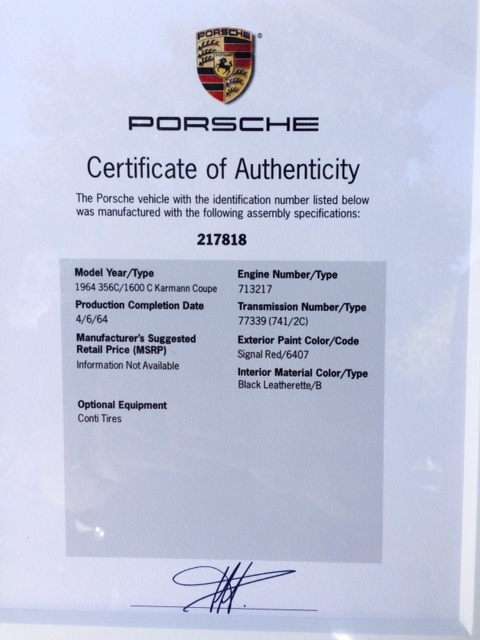 PORSCHE
PORSCHE
Certificate of Authenticity
The Porsche vehicle with the identification number listed below
was manufactured with the following assembly specifications:
217818
Model Year/Type
1964 356C/1600 C Karmann Coupe
Production Completion Date
4/6/64
Manufacturer's Suggested
Retail Price (MSRP)
Information Not Available
Optional Equipment
Conti Tires
Engine Number/Type
713217
Transmission Number/Type
77339 (741/2C)
Exterior Paint Color/Code
Signal Red/6407
Interior Material Color/Type
Black Leatherette/B